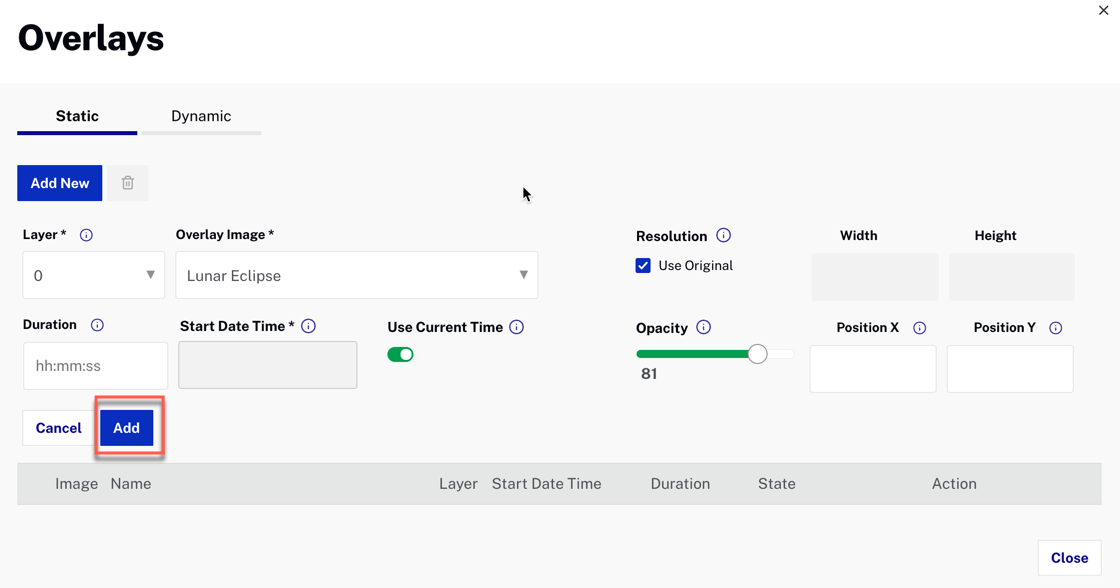 Overlays
Static Dynamic
Add New
Layer * Overlay Image * Resolution Width Height
0 Lunar Eclipse Use Original
Duration Start Date Time * Use Current Time Opacity Position X Position Y
hh:mm:ss
81
Cancel Add
Image Name Layer Start Date Time Duration State Action
Close